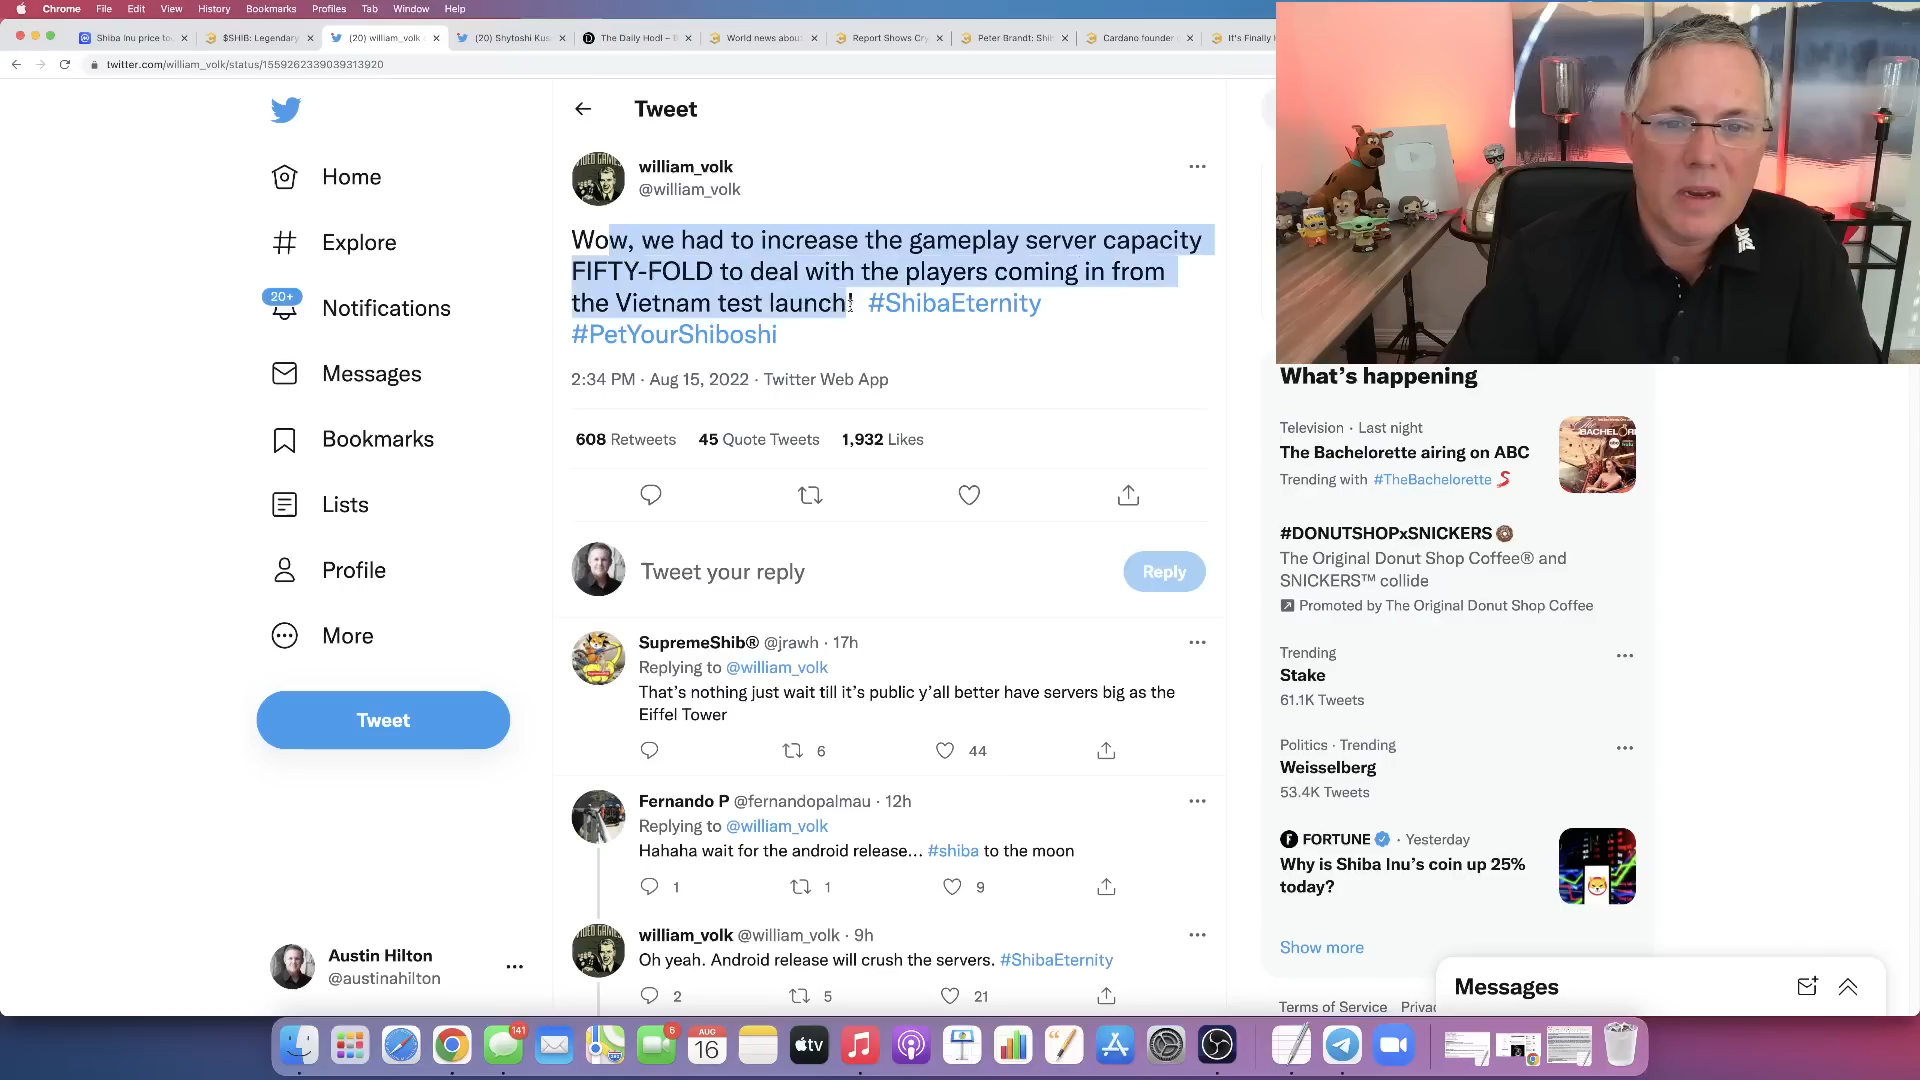 Chrome File Edit View History Bookmarks Profiles Tab Window Help
Shiba Inu price to
$SHIB: Legendary
(20) william_volk
(20) Shytoshi Kus
The Daily Hodl –
World news abou
Report Shows Cr
Peter Brandt: Shi
Cardano founder
It's Finally
twitter.com/william_volk/status/1559262339039313920
Home
Explore
20+
Notifications
Messages
Bookmarks
Lists
Profile
More
Tweet
Austin Hilton
@austinahilton
Tweet
william_volk
@william_volk
Wow, we had to increase the gameplay server capacity
FIFTY-FOLD to deal with the players coming in from
the Vietnam test launch! #ShibaEternity
#PetYourShiboshi
2:34 PM · Aug 15, 2022 · Twitter Web App
608 Retweets 45 Quote Tweets 1,932 Likes
Tweet your reply
Reply
SupremeShib® @jrawh · 17h
Replying to @william_volk
That's nothing just wait till it's public y'all better have servers big as the
Eiffel Tower
6 44
Fernando P @fernandopalmau · 12h
Replying to @william_volk
Hahaha wait for the android release... #shiba to the moon
1 1 9
william_volk @william_volk · 9h
Oh yeah. Android release will crush the servers. #ShibaEternity
2 5 21
What's happening
Television · Last night
The Bachelorette airing on ABC
Trending with #TheBachelorette
#DONUTSHOPxSNICKERS
The Original Donut Shop Coffee® and
SNICKERS™ collide
Promoted by The Original Donut Shop Coffee
Trending
Stake
61.1K Tweets
Politics · Trending
Weisselberg
53.4K Tweets
FORTUNE · Yesterday
Why is Shiba Inu's coin up 25%
today?
Show more
Terms of Service
Messages
141
6
AUG
16
tv